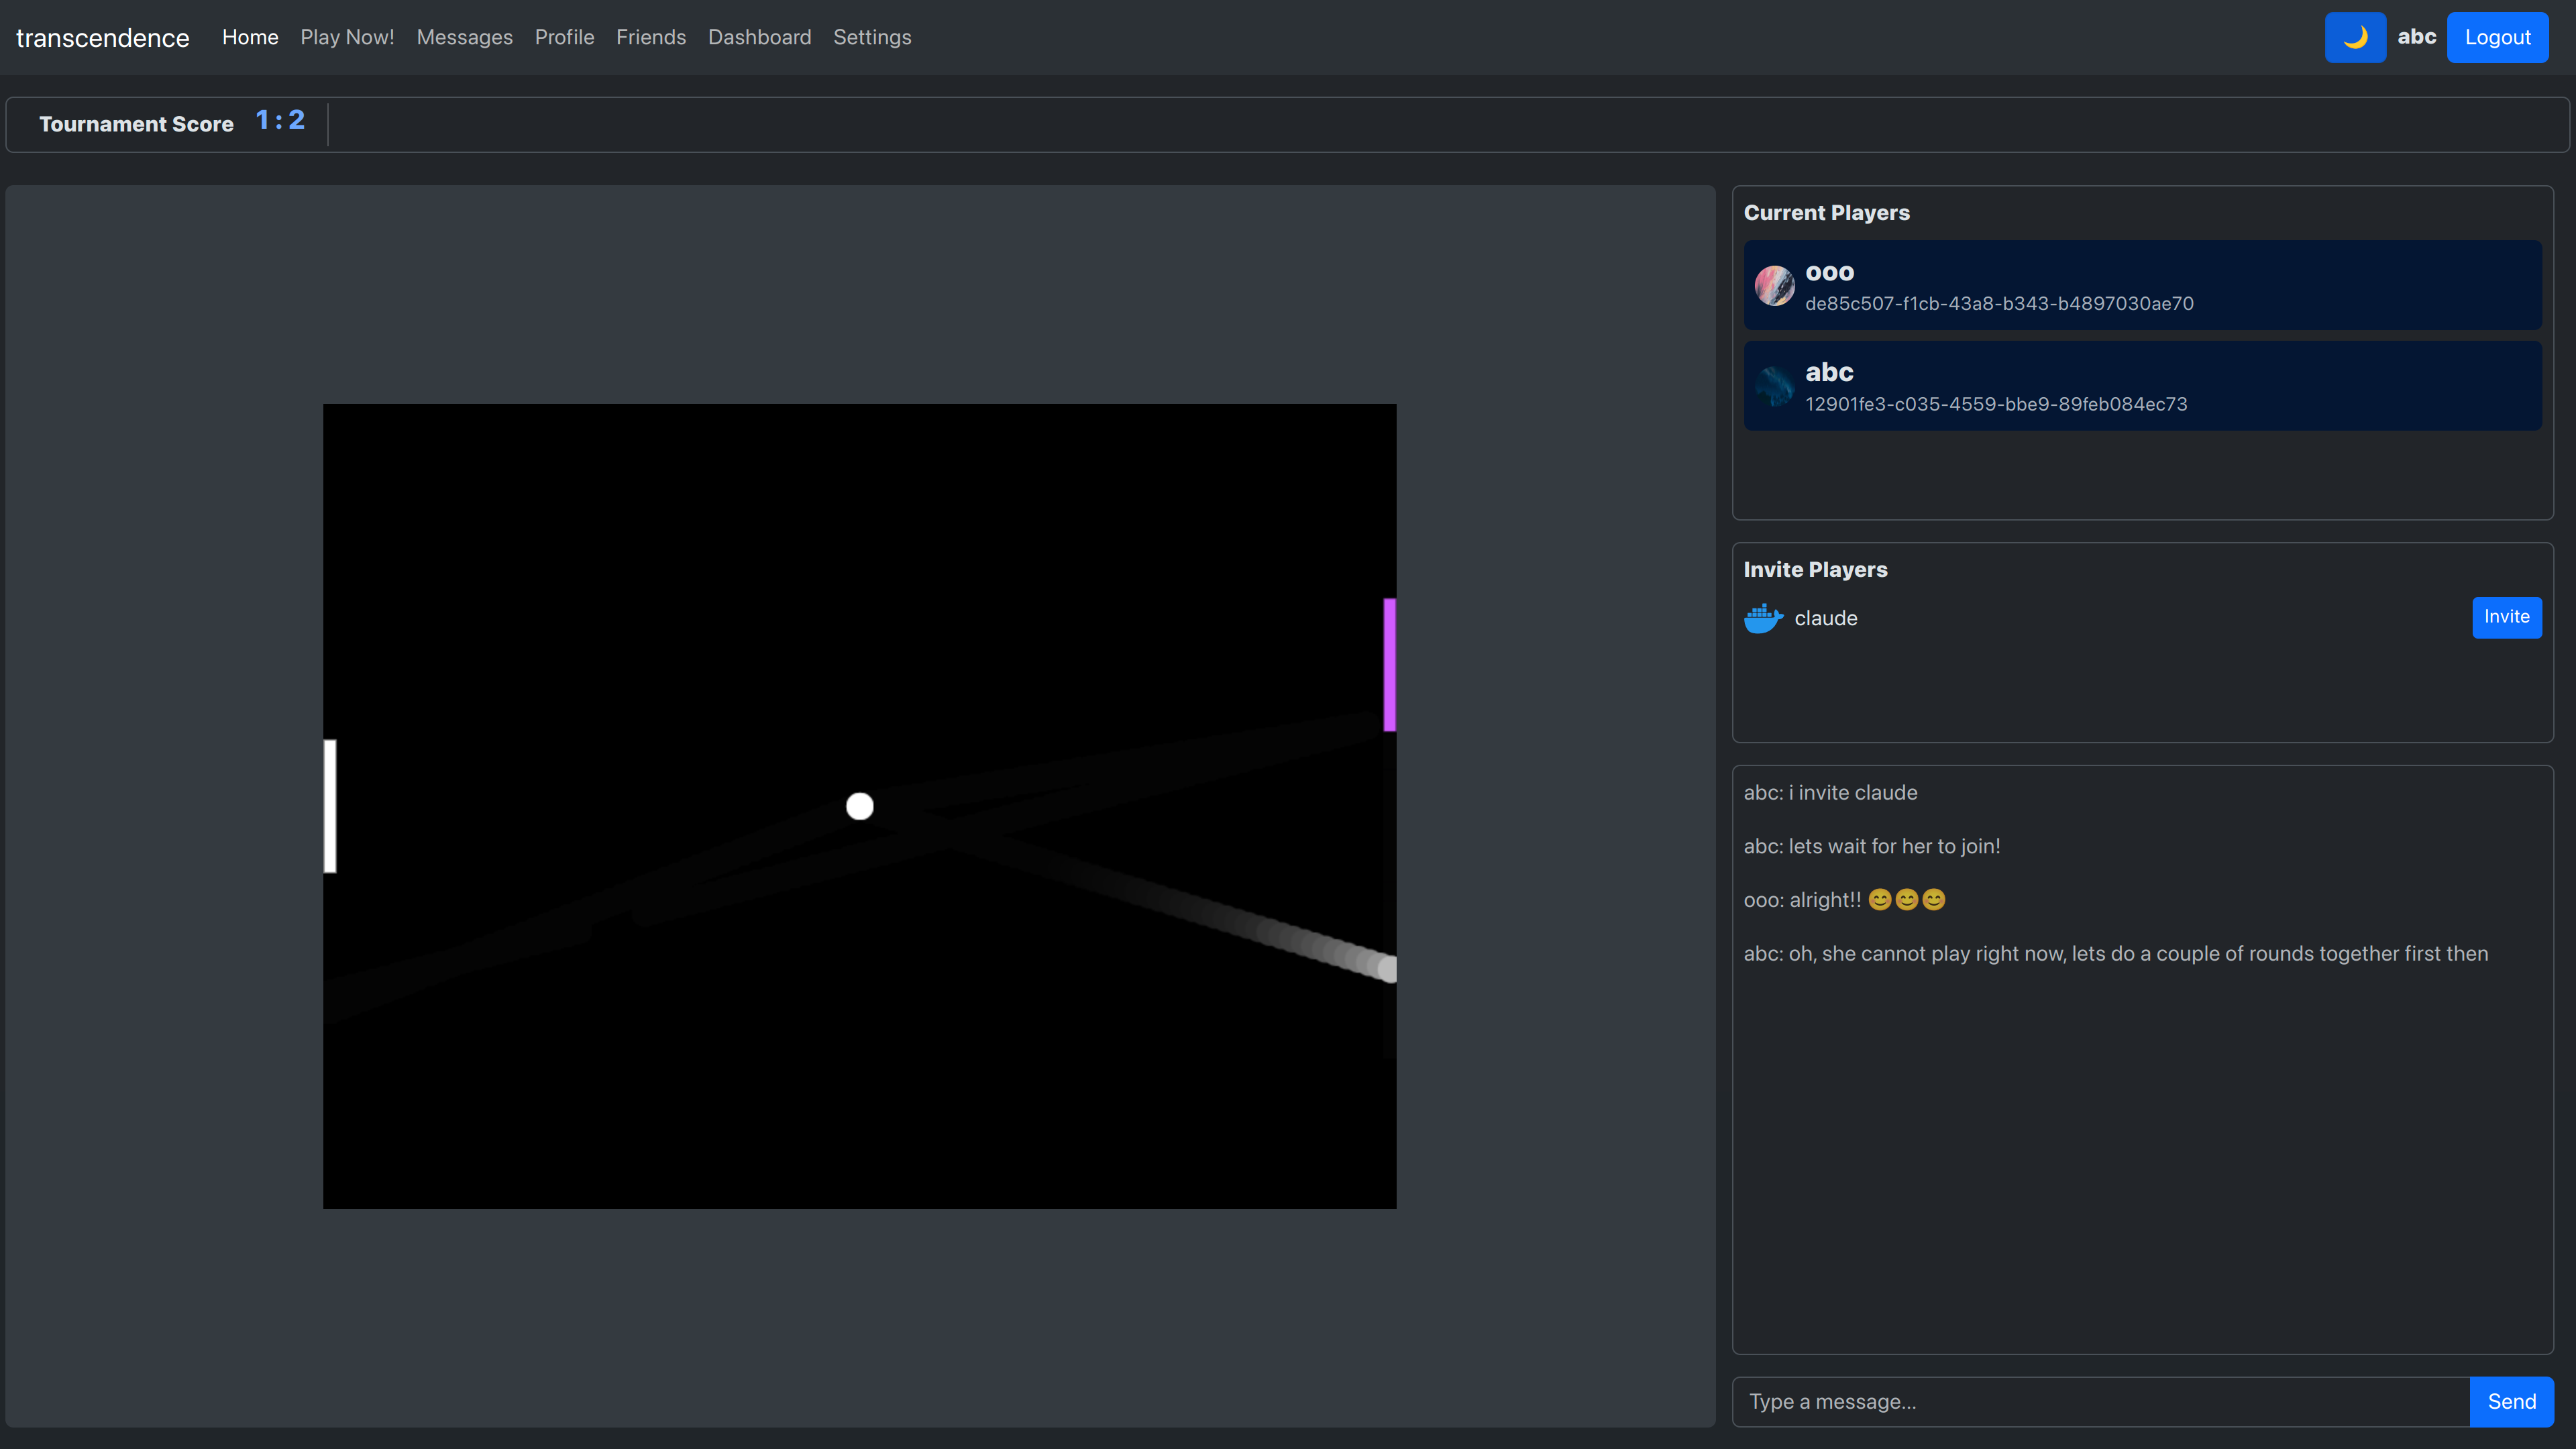 transcendence Home Play Now! Messages Profile Friends Dashboard Settings 🌙 abc Logout
Tournament Score 1 : 2
Current Players
ooo
de85c507-f1cb-43a8-b343-b4897030ae70
abc
12901fe3-c035-4559-bbe9-89feb084ec73
Invite Players
claude Invite
abc: i invite claude
abc: lets wait for her to join!
ooo: alright!! 😊😊😊
abc: oh, she cannot play right now, lets do a couple of rounds together first then
Type a message... Send